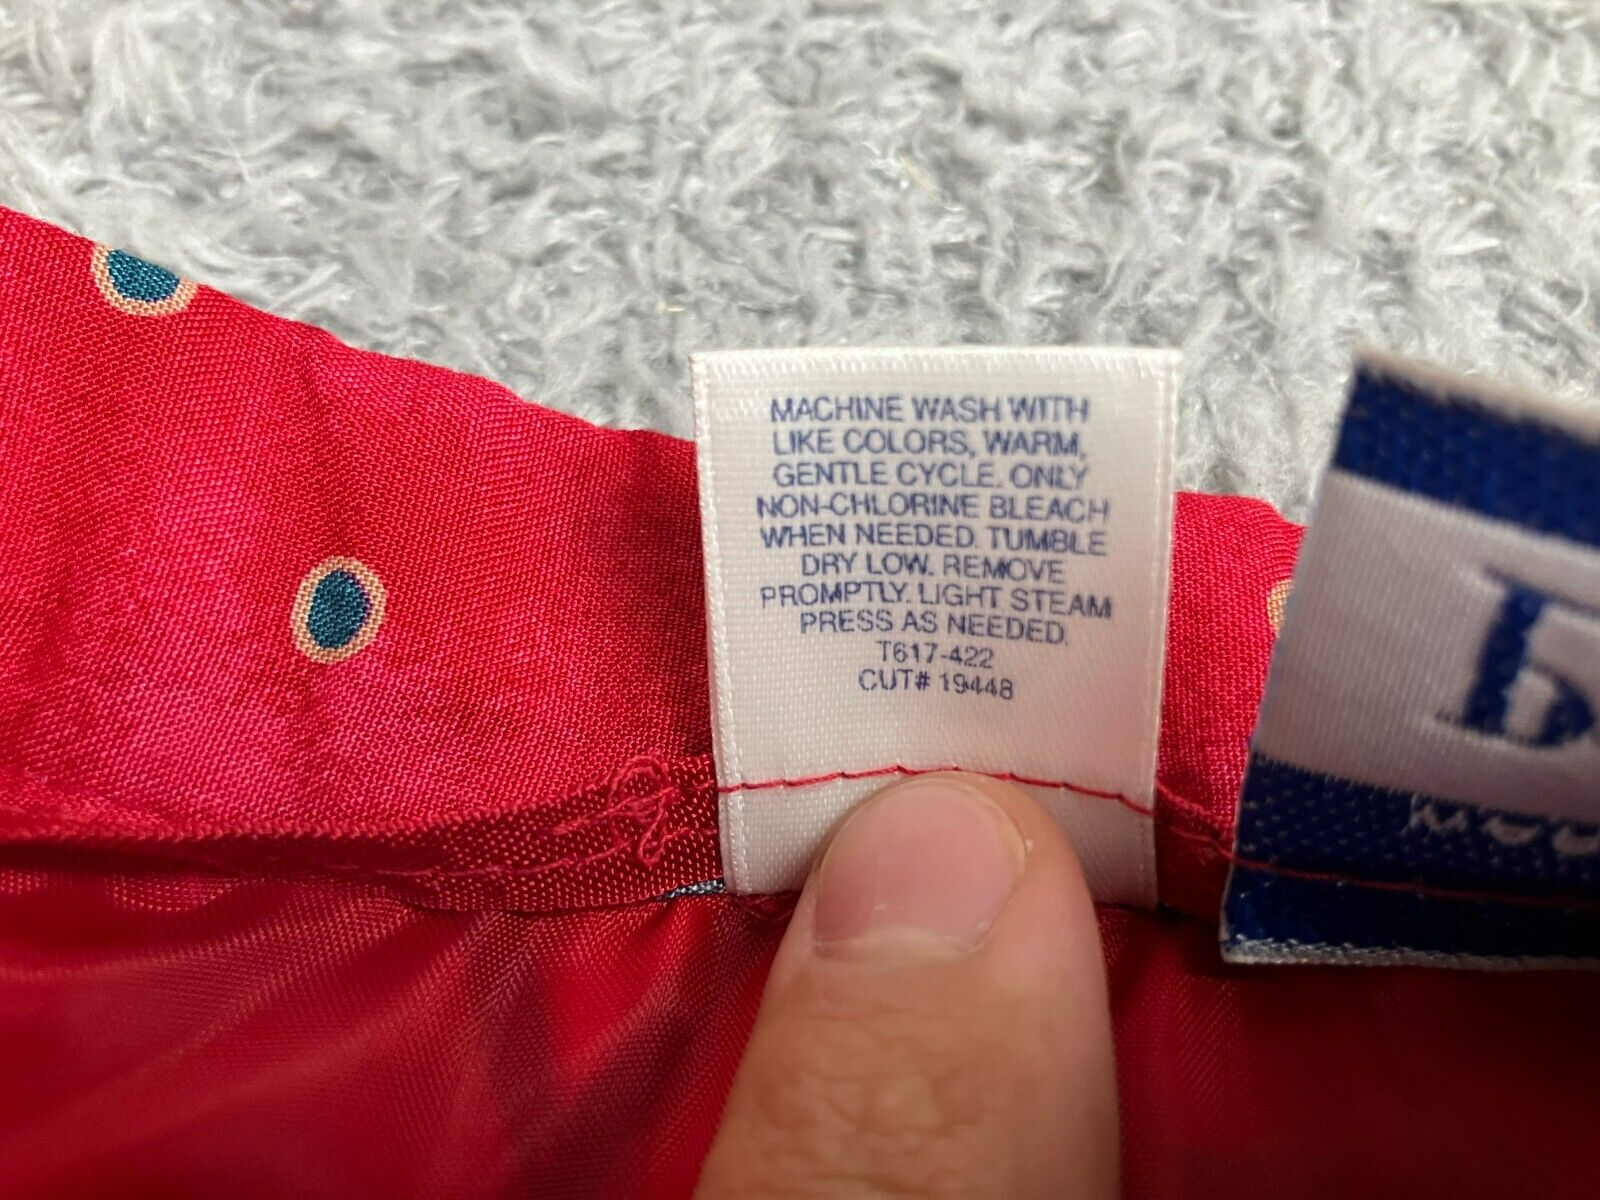 MACHINE WASH WITH
LIKE COLORS, WARM,
GENTLE CYCLE. ONLY
NON-CHLORINE BLEACH
WHEN NEEDED. TUMBLE
DRY LOW. REMOVE
PROMPTLY. LIGHT STEAM
PRESS AS NEEDED.
T617-422
CUT# 19448